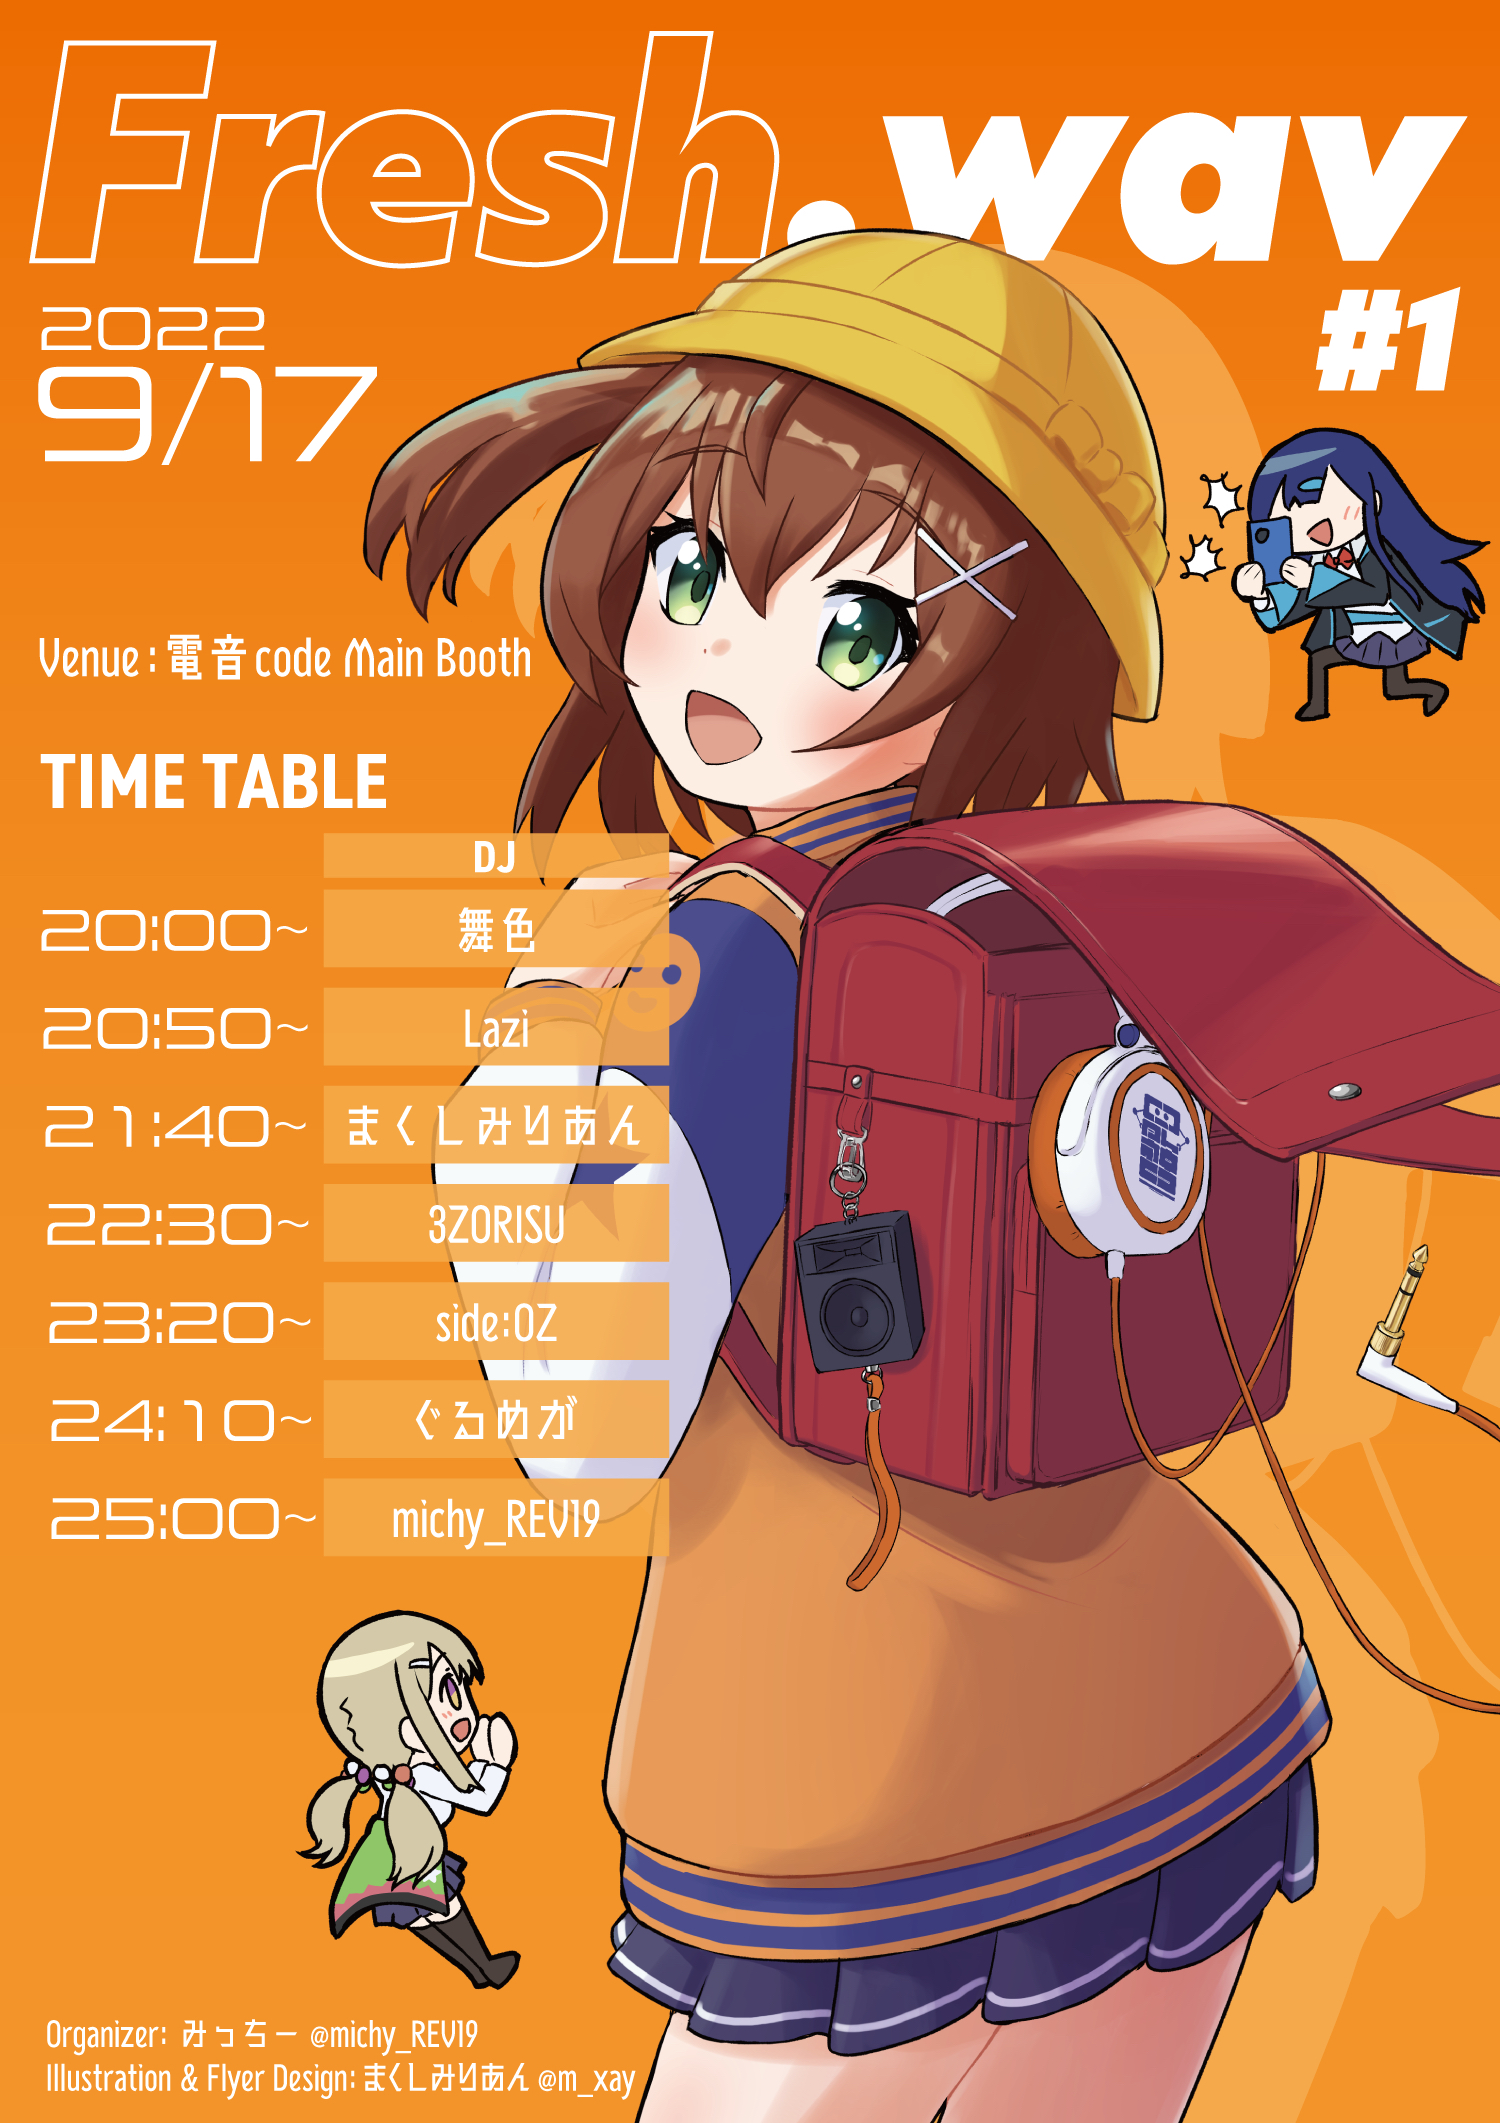 Fresh.wav
#1
2022
9/17
Venue : 電音code Main Booth
TIME TABLE
DJ
20:00~ 舞色
20:50~ Lazi
21:40~ まくしみりあん
22:30~ 3ZORISU
23:20~ side:OZ
24:10~ ぐるめが
25:00~ michy_REV19
Organizer: みっちー @michy_REV19
Illustration & Flyer Design: まくしみりあん @m_xay